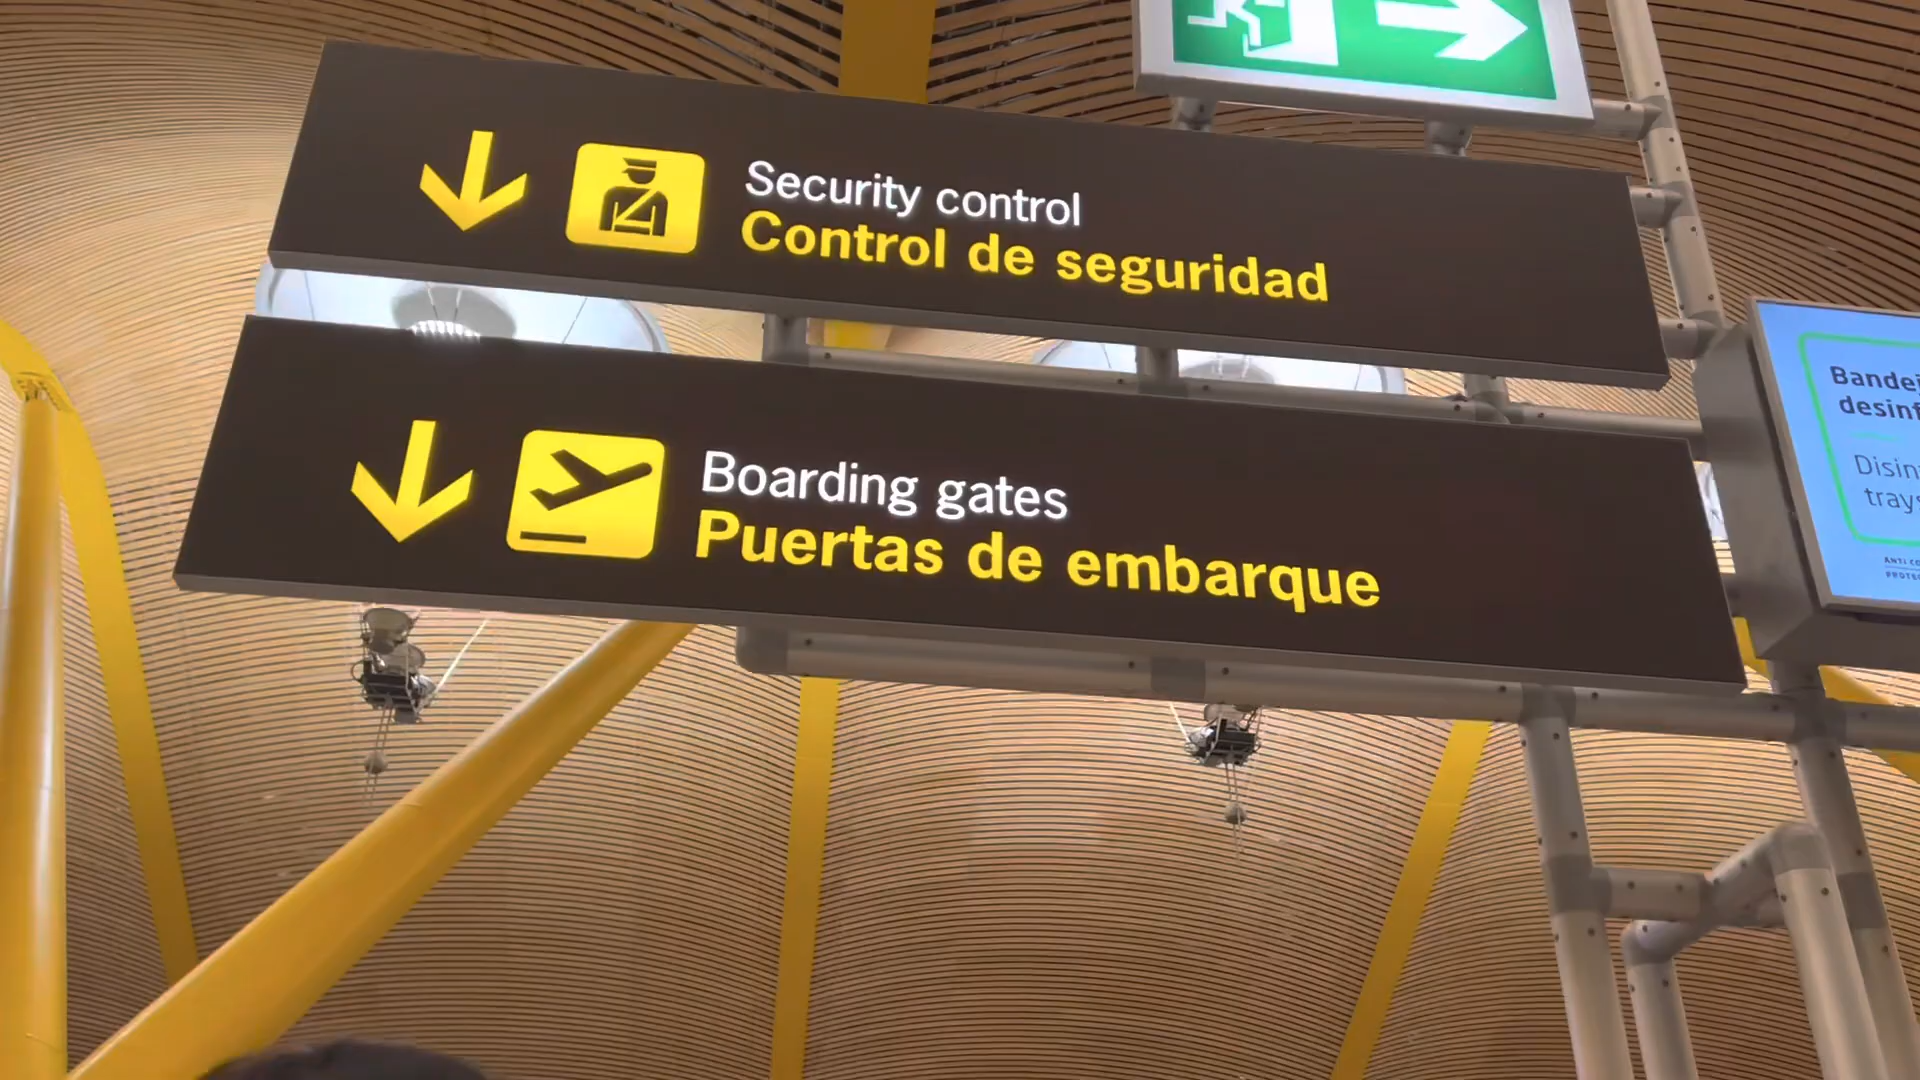 Security control
Control de seguridad
Boarding gates
Puertas de embarque